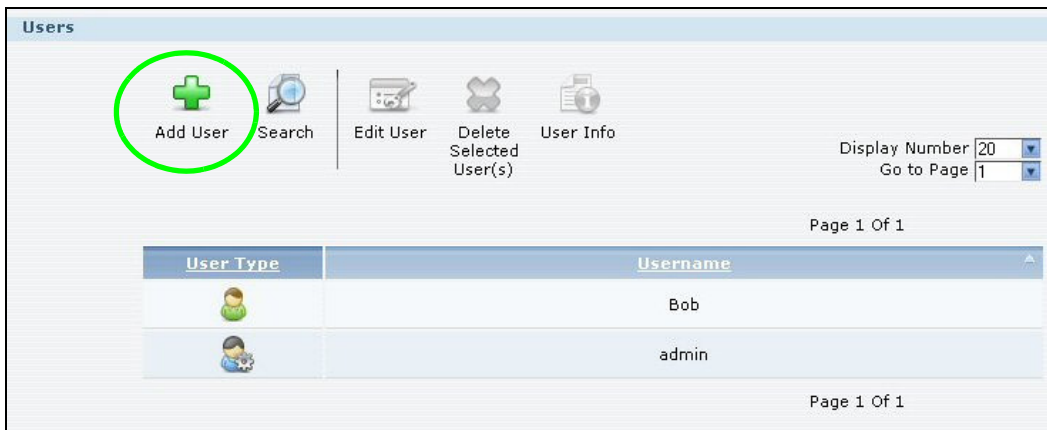 Users
Add User
Search
Edit User
Delete
Selected
User(s)
User Info
Display Number 20
Go to Page 1
Page 1 Of 1
User Type Username
Bob
admin
Page 1 Of 1